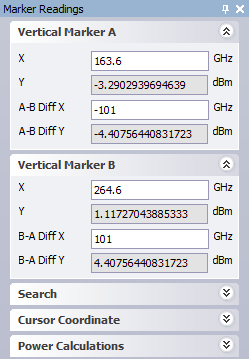 Marker Readings
Vertical Marker A
X 163.6 GHz
Y -3.2902939694639 dBm
A-B Diff X -101 GHz
A-B Diff Y -4.40756440831723 dBm
Vertical Marker B
X 264.6 GHz
Y 1.11727043885333 dBm
B-A Diff X 101 GHz
B-A Diff Y 4.40756440831723 dBm
Search
Cursor Coordinate
Power Calculations